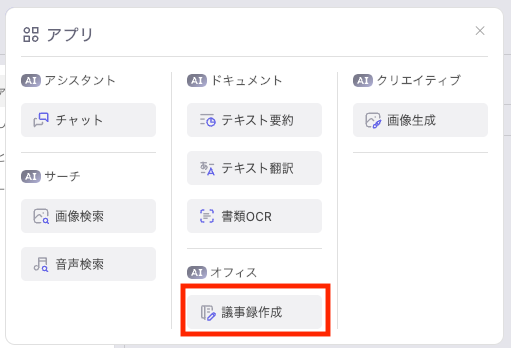 アプリ
AI アシスタント
チャット
AI サーチ
画像検索
音声検索
AI ドキュメント
テキスト要約
テキスト翻訳
書類OCR
AI オフィス
議事録作成
AI クリエイティブ
画像生成